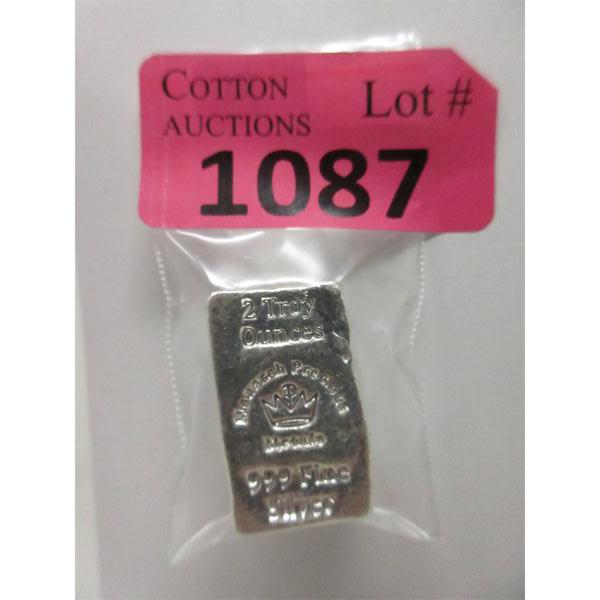 COTTON
AUCTIONS
Lot #
1087
2 Troy
Ounces
Monarch Precious
Metals
999 Fine
Silver